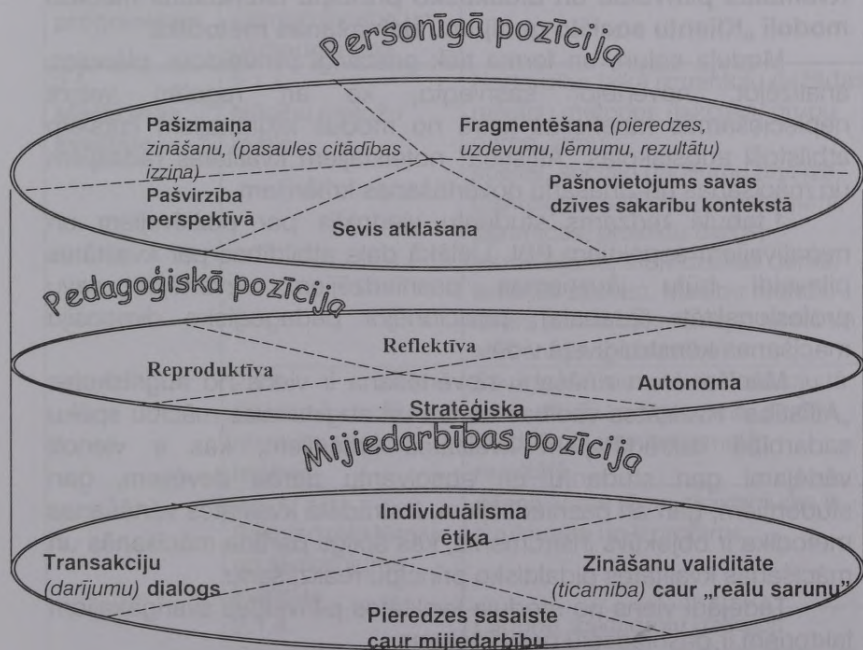 Personīgā pozīcija
Pašizmaiņa
zināšanu, (pasaules citādības
izziņa)
Pašvirzība
perspektīvā
Fragmentēšana (pieredzes,
uzdevumu, lēmumu, rezultātu)
Pašnovietojums savas
dzīves sakarību kontekstā
Sevis atklāšana
Pedagoģiskā pozīcija
Reflektīva
Reproduktīva
Autonoma
Stratēģiska
Mijiedarbības pozīcija
Individuālisma
ētika
Transakciju
(darījumu) dialogs
Zināšanu validitāte
(ticamība) caur „reālu sarunu”
Pieredzes sasaiste
caur mijiedarbību